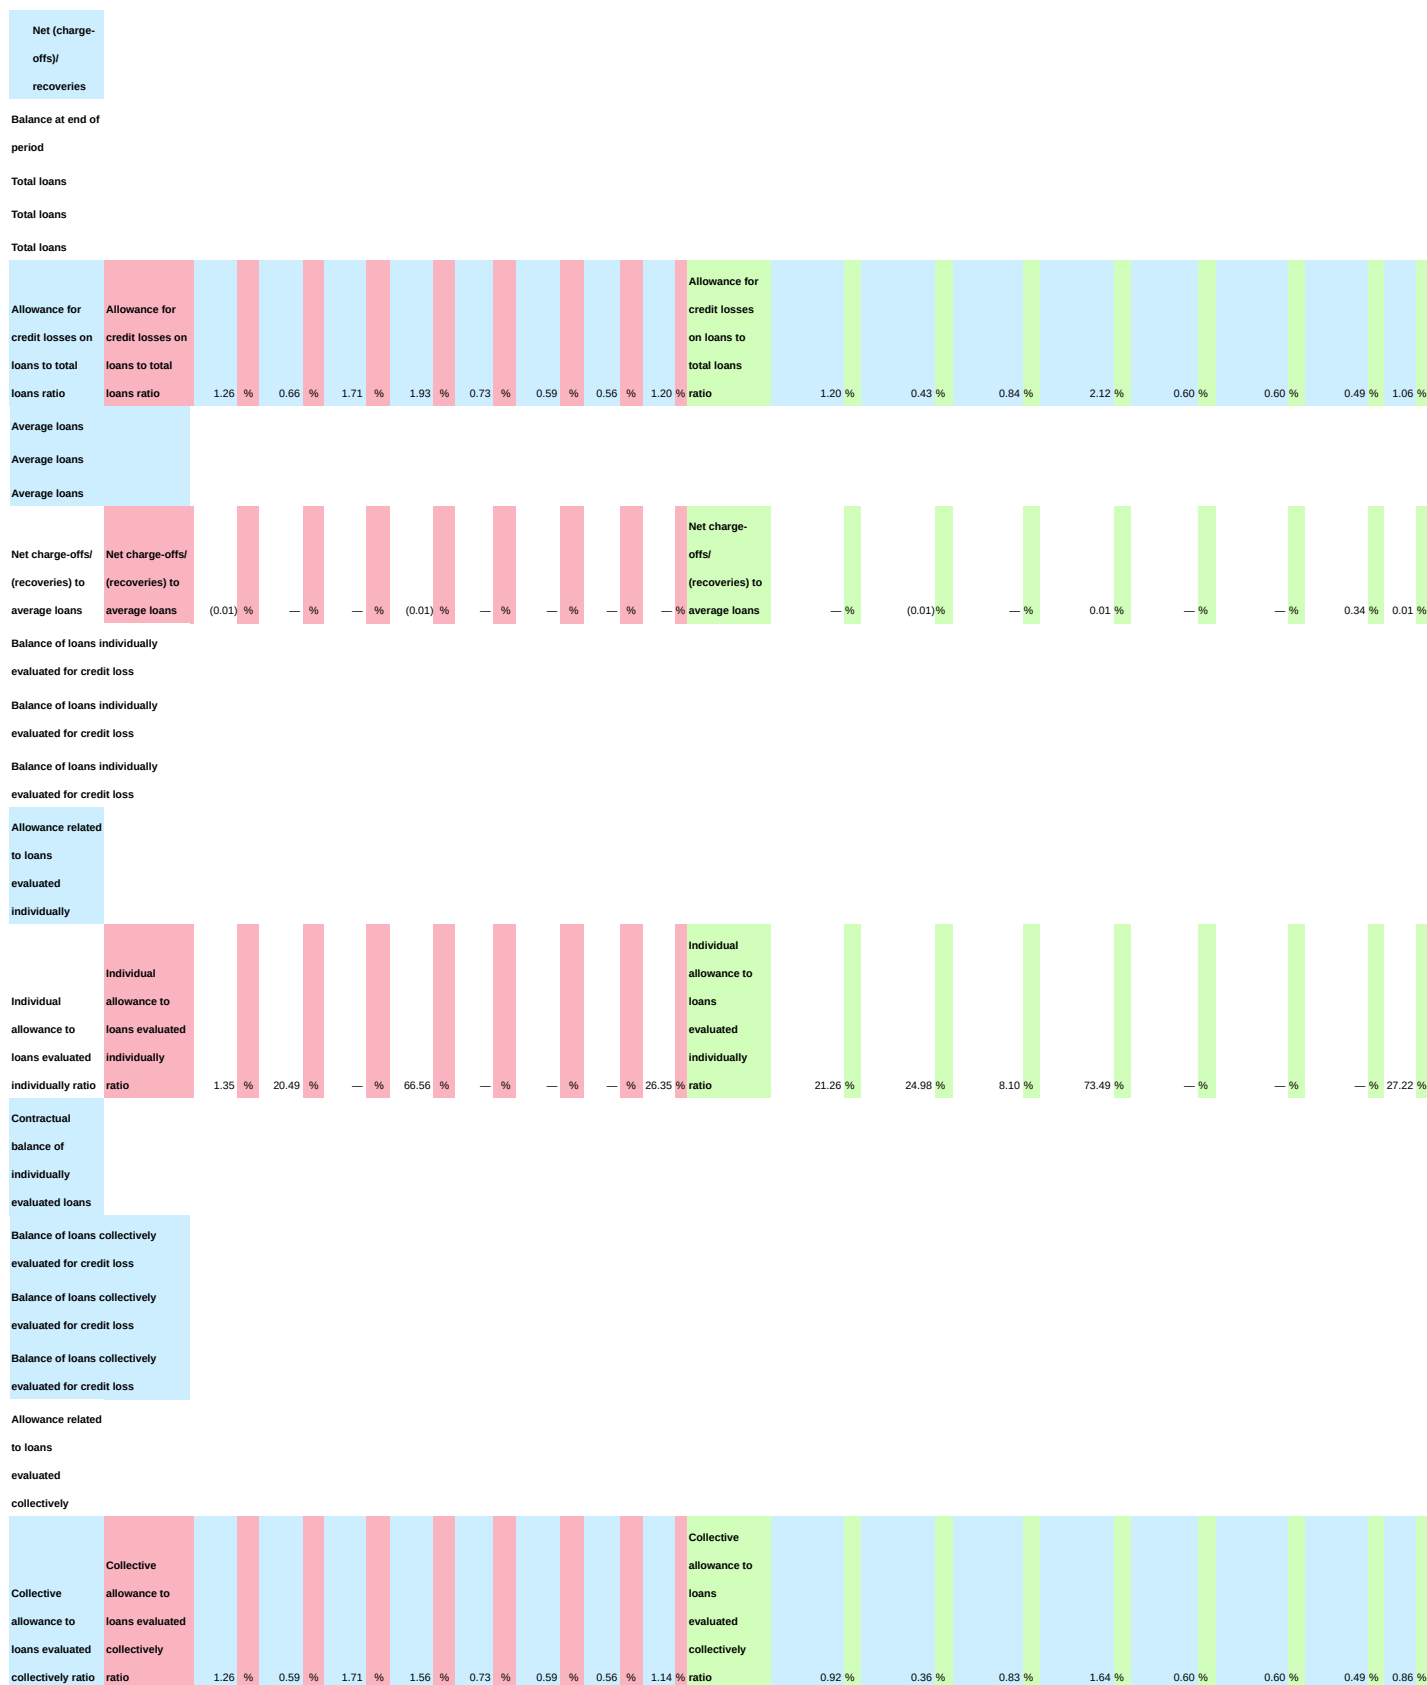 Net (charge-
offs)/
recoveries
Balance at end of
period
Total loans
Total loans
Total loans
Allowance for
credit losses on
loans to total
loans ratio
Allowance for
credit losses on
loans to total
loans ratio
1.26 % 0.66 % 1.71 % 1.93 % 0.73 % 0.59 % 0.56 % 1.20 %
Allowance for
credit losses
on loans to
total loans
ratio
1.20 % 0.43 % 0.84 % 2.12 % 0.60 % 0.60 % 0.49 % 1.06 %
Average loans
Average loans
Average loans
Net charge-offs/
(recoveries) to
average loans
Net charge-offs/
(recoveries) to
average loans
(0.01) % — % — % (0.01) % — % — % — % — %
Net charge-
offs/
(recoveries) to
average loans
— % (0.01)% — % 0.01 % — % — % 0.34 % 0.01 %
Balance of loans individually
evaluated for credit loss
Balance of loans individually
evaluated for credit loss
Balance of loans individually
evaluated for credit loss
Allowance related
to loans
evaluated
individually
Individual
allowance to
loans evaluated
individually ratio
Individual
allowance to
loans evaluated
individually
ratio
1.35 % 20.49 % — % 66.56 % — % — % — % 26.35 %
Individual
allowance to
loans
evaluated
individually
ratio
21.26 % 24.98 % 8.10 % 73.49 % — % — % — % 27.22 %
Contractual
balance of
individually
evaluated loans
Balance of loans collectively
evaluated for credit loss
Balance of loans collectively
evaluated for credit loss
Balance of loans collectively
evaluated for credit loss
Allowance related
to loans
evaluated
collectively
Collective
allowance to
loans evaluated
collectively ratio
Collective
allowance to
loans evaluated
collectively
ratio
1.26 % 0.59 % 1.71 % 1.56 % 0.73 % 0.59 % 0.56 % 1.14 %
Collective
allowance to
loans
evaluated
collectively
ratio
0.92 % 0.36 % 0.83 % 1.64 % 0.60 % 0.60 % 0.49 % 0.86 %